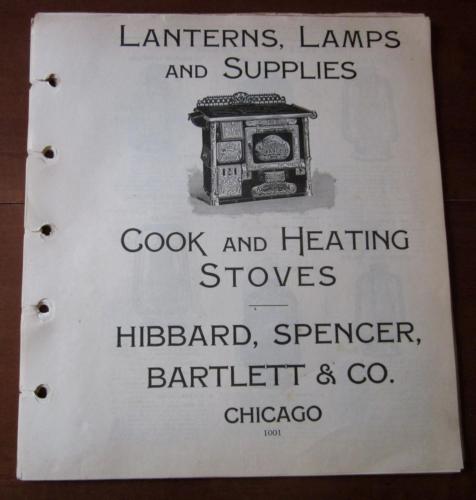 LANTERNS, LAMPS
AND SUPPLIES
COOK AND HEATING
STOVES
HIBBARD, SPENCER,
BARTLETT & CO.
CHICAGO
1001